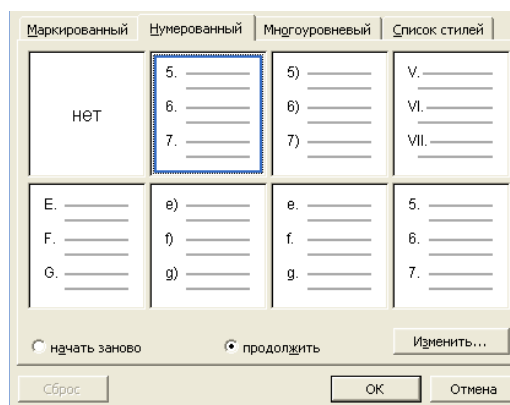 Маркированный Нумерованный Многоуровневый Список стилей
нет
5.
6.
7.
5)
6)
7)
V.
VI.
VII.
E.
F.
G.
e)
f)
g)
e.
f.
g.
5.
6.
7.
начать заново продолжить Изменить...
Сброс ОК Отмена